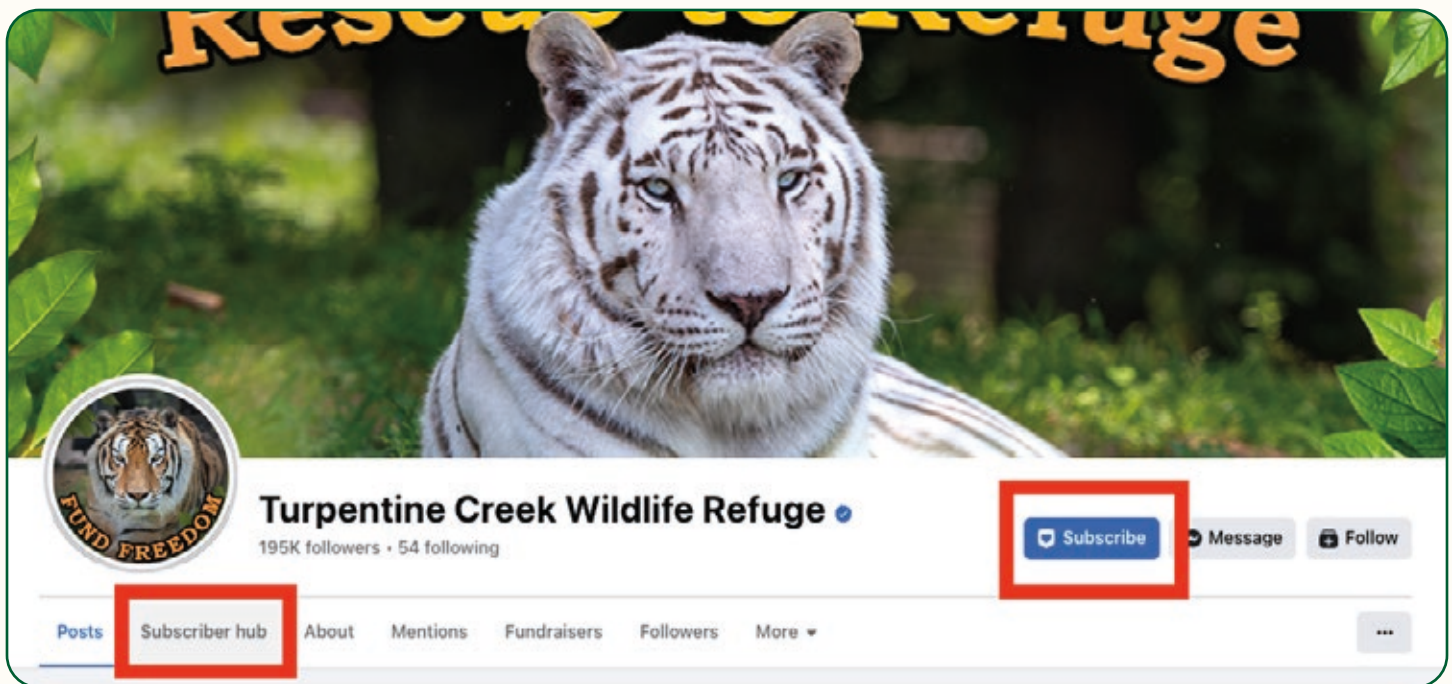 Rescue to Refuge
FUND FREEDOM
Turpentine Creek Wildlife Refuge
195K followers • 54 following
Subscribe
Message
Follow
Posts
Subscriber hub
About
Mentions
Fundraisers
Followers
More